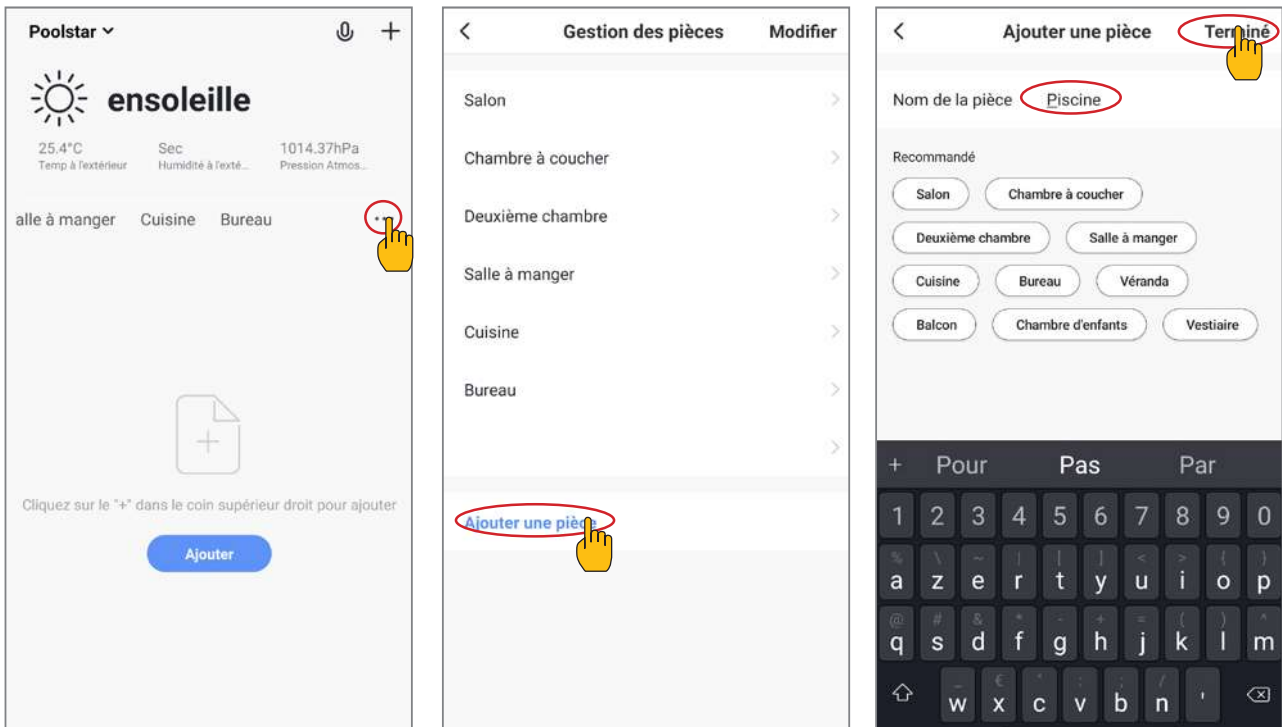 Poolstar
ensoleille
25.4°C Sec 1014.37hPa
Temp à l'extérieur Humidité à l'exté... Pression Atmos...
alle à manger Cuisine Bureau ...
Cliquez sur le "+" dans le coin supérieur droit pour ajouter
Ajouter
Gestion des pièces Modifier
Salon
Chambre à coucher
Deuxième chambre
Salle à manger
Cuisine
Bureau
Ajouter une pièce
Ajouter une pièce Terminé
Nom de la pièce Piscine
Recommandé
Salon Chambre à coucher
Deuxième chambre Salle à manger
Cuisine Bureau Véranda
Balcon Chambre d'enfants Vestiaire
+ Pour Pas Par
1 2 3 4 5 6 7 8 9 0
% \ ~ | [ ] < > { }
a z e r t y u i o p
@ # & * - + = ( ) ^
q s d f g h j k l m
_ € " : ; /
w x c v b n '